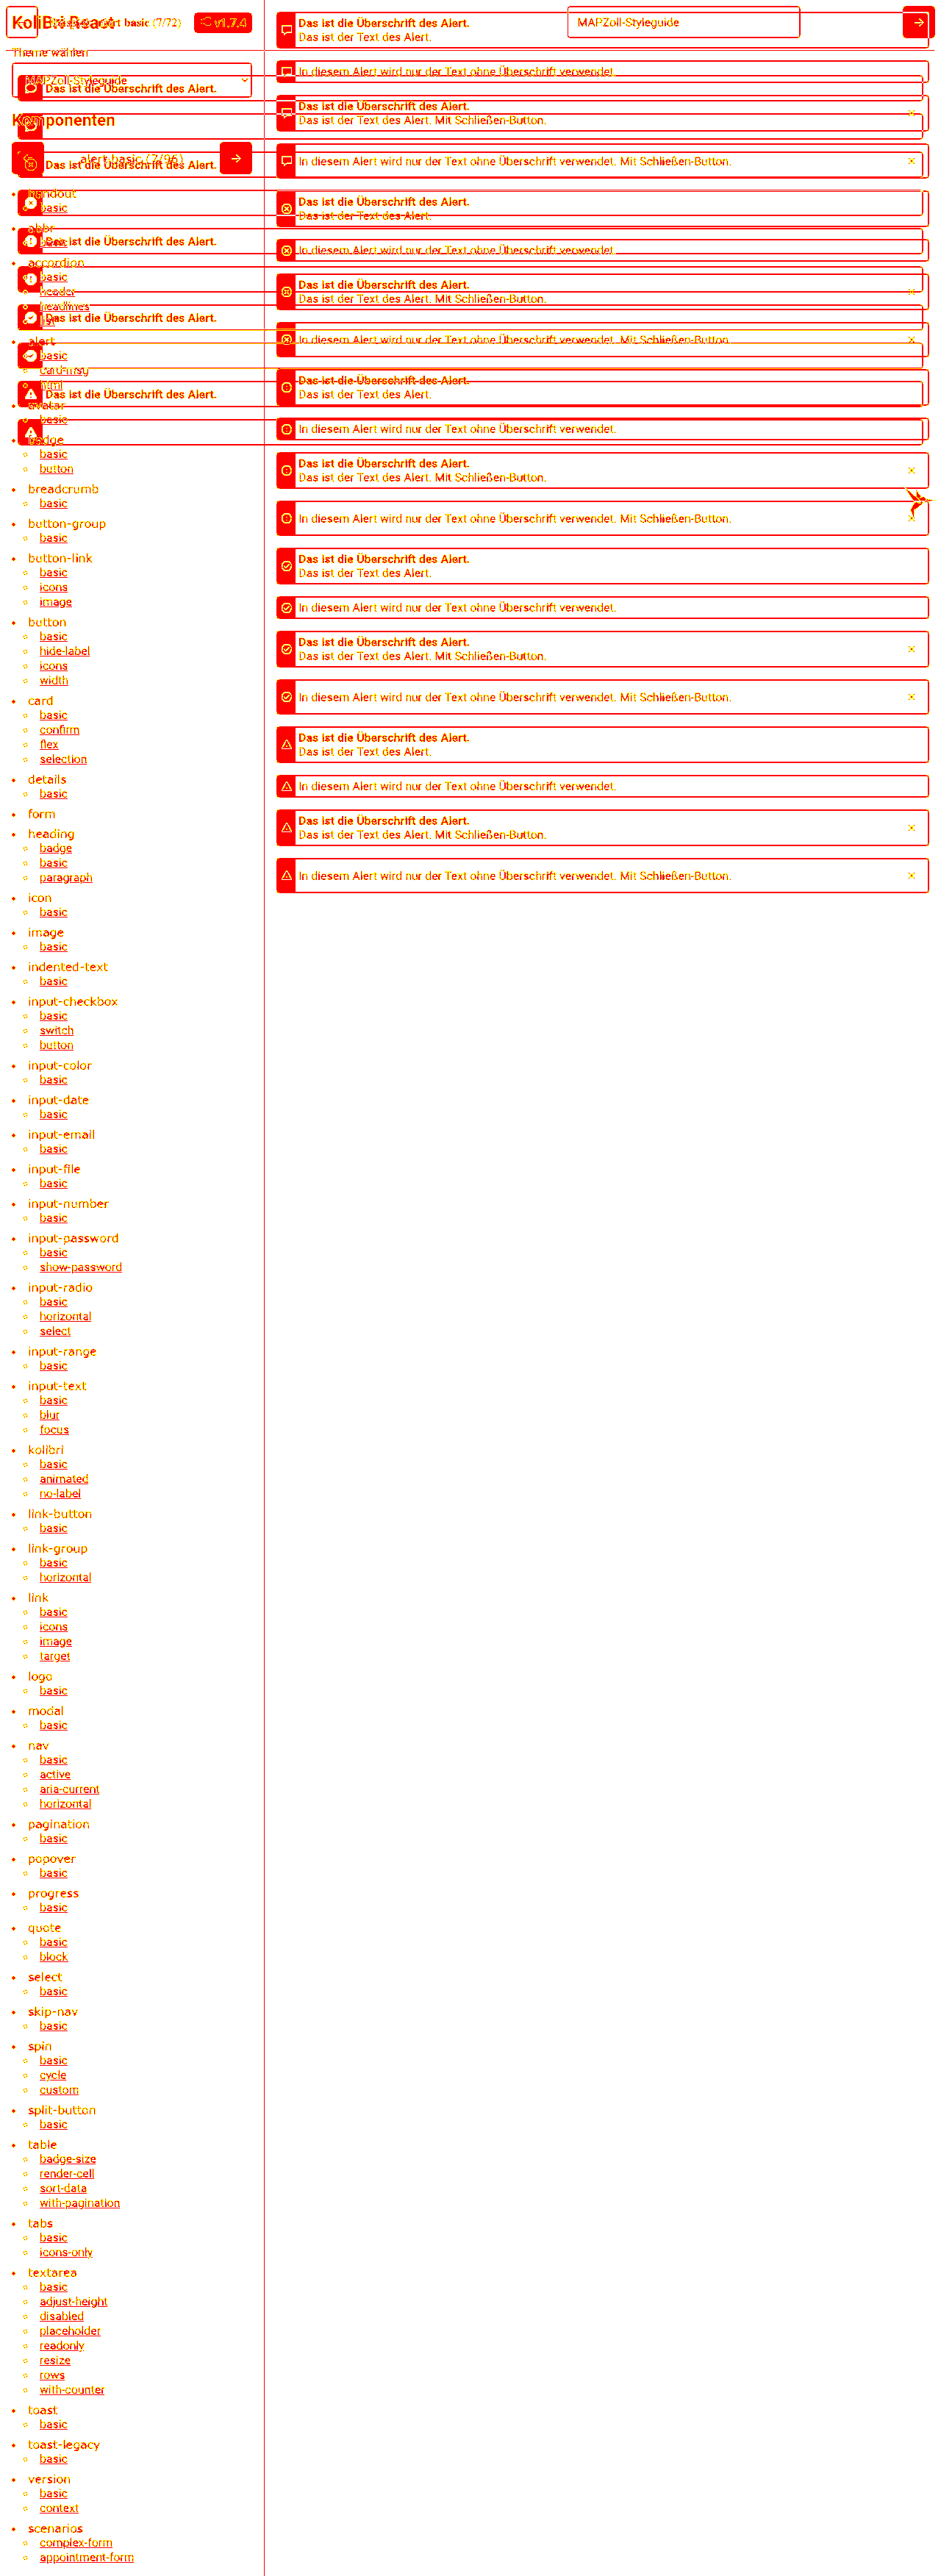 KoliBri React
alert basic (7/72)
v1.7.4
MAPZoll-Styleguide
Theme wählen
MAPZoll-Styleguide
Das ist die Überschrift des Alert.
Komponenten
alert basic (7/96)
Das ist die Überschrift des Alert.
handout
basic
abbr
Das ist die Überschrift des Alert.
basic
accordion
basic
header
headlines
list
Das ist die Überschrift des Alert.
alert
basic
card-msg
html
Das ist die Überschrift des Alert.
avatar
basic
badge
basic
button
breadcrumb
basic
button-group
basic
button-link
basic
icons
image
button
basic
hide-label
icons
width
card
basic
confirm
flex
selection
details
basic
form
heading
badge
basic
paragraph
icon
basic
image
basic
indented-text
basic
input-checkbox
basic
switch
button
input-color
basic
input-date
basic
input-email
basic
input-file
basic
input-number
basic
input-password
basic
show-password
input-radio
basic
horizontal
select
input-range
basic
input-text
basic
blur
focus
kolibri
basic
animated
no-label
link-button
basic
link-group
basic
horizontal
link
basic
icons
image
target
logo
basic
modal
basic
nav
basic
active
aria-current
horizontal
pagination
basic
popover
basic
progress
basic
quote
basic
block
select
basic
skip-nav
basic
spin
basic
cycle
custom
split-button
basic
table
badge-size
render-cell
sort-data
with-pagination
tabs
basic
icons-only
textarea
basic
adjust-height
disabled
placeholder
readonly
resize
rows
with-counter
toast
basic
toast-legacy
basic
version
basic
context
scenarios
complex-form
appointment-form
Das ist die Überschrift des Alert.
Das ist der Text des Alert.
In diesem Alert wird nur der Text ohne Überschrift verwendet.
Das ist die Überschrift des Alert.
Das ist der Text des Alert. Mit Schließen-Button.
In diesem Alert wird nur der Text ohne Überschrift verwendet. Mit Schließen-Button.
Das ist die Überschrift des Alert.
Das ist der Text des Alert.
In diesem Alert wird nur der Text ohne Überschrift verwendet.
Das ist die Überschrift des Alert.
Das ist der Text des Alert. Mit Schließen-Button.
In diesem Alert wird nur der Text ohne Überschrift verwendet. Mit Schließen-Button.
Das ist die Überschrift des Alert.
Das ist der Text des Alert.
In diesem Alert wird nur der Text ohne Überschrift verwendet.
Das ist die Überschrift des Alert.
Das ist der Text des Alert. Mit Schließen-Button.
In diesem Alert wird nur der Text ohne Überschrift verwendet. Mit Schließen-Button.
Das ist die Überschrift des Alert.
Das ist der Text des Alert.
In diesem Alert wird nur der Text ohne Überschrift verwendet.
Das ist die Überschrift des Alert.
Das ist der Text des Alert. Mit Schließen-Button.
In diesem Alert wird nur der Text ohne Überschrift verwendet. Mit Schließen-Button.
Das ist die Überschrift des Alert.
Das ist der Text des Alert.
In diesem Alert wird nur der Text ohne Überschrift verwendet.
Das ist die Überschrift des Alert.
Das ist der Text des Alert. Mit Schließen-Button.
In diesem Alert wird nur der Text ohne Überschrift verwendet. Mit Schließen-Button.